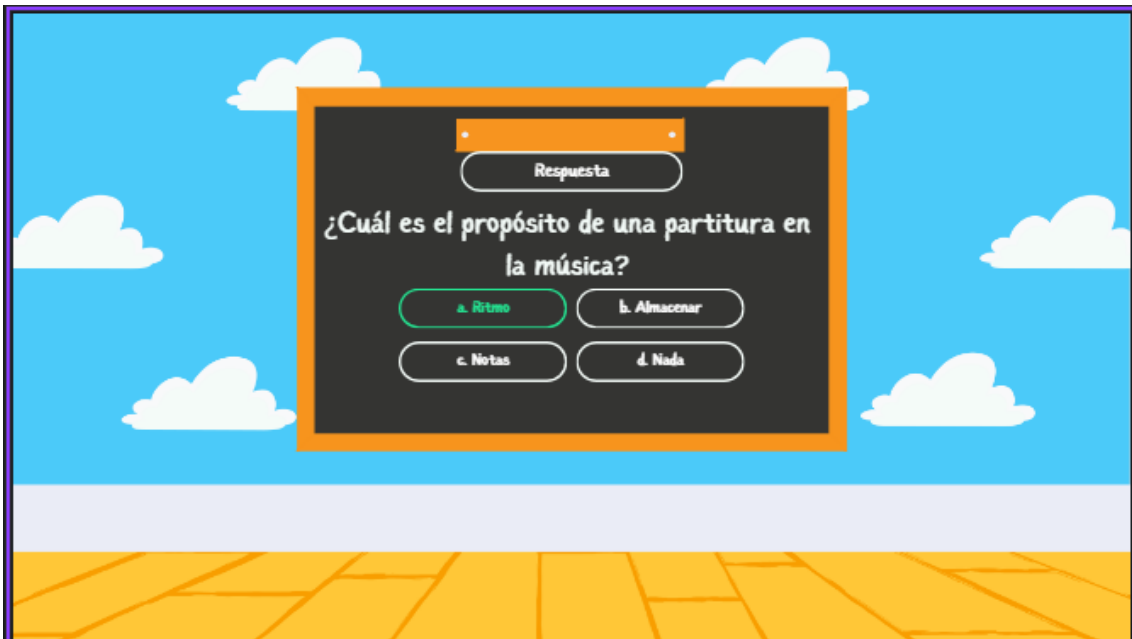 Respuesta
¿Cuál es el propósito de una partitura en
la música?
a. Ritmo
b. Almacenar
c. Notas
d. Nada